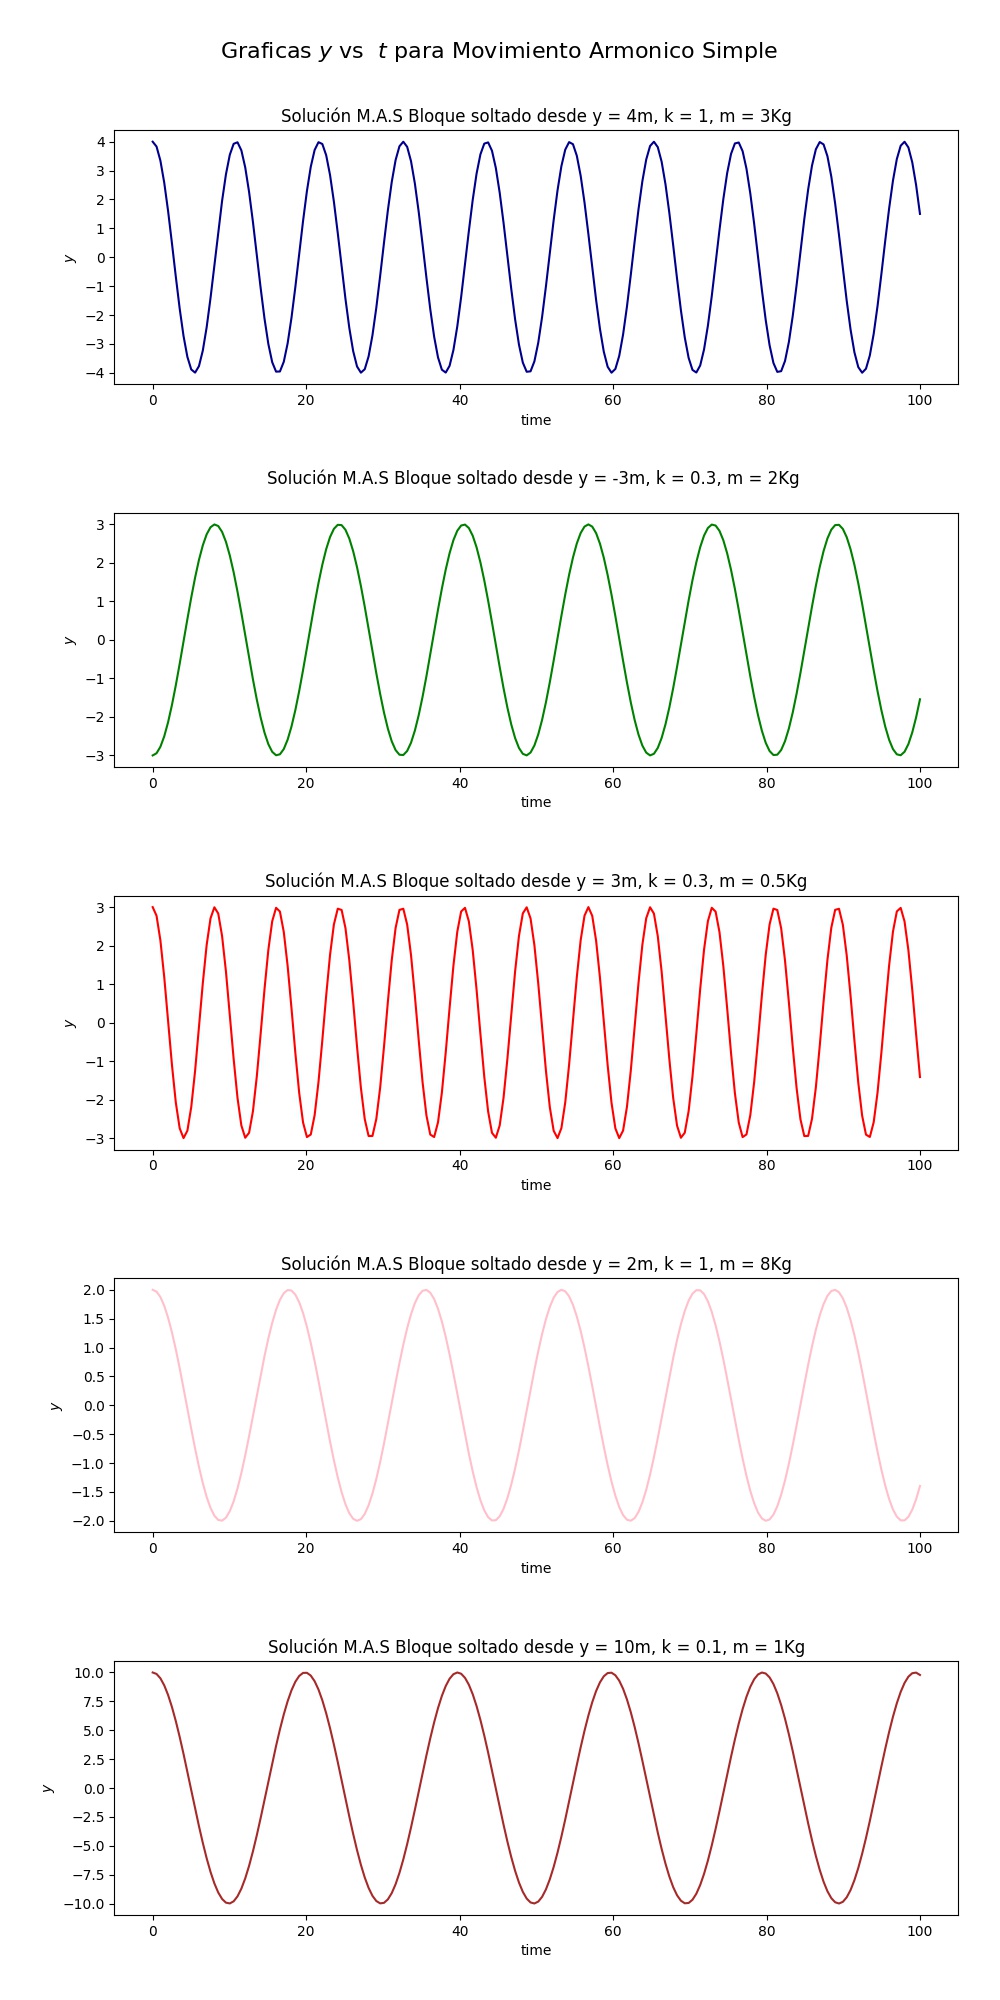 Graficas y vs t para Movimiento Armonico Simple
Solución M.A.S Bloque soltado desde y = 4m, k = 1, m = 3Kg
4
3
2
1
0
−1
−2
−3
−4
y
0 20 40 60 80 100
time
Solución M.A.S Bloque soltado desde y = -3m, k = 0.3, m = 2Kg
3
2
1
0
−1
−2
−3
y
0 20 40 60 80 100
time
Solución M.A.S Bloque soltado desde y = 3m, k = 0.3, m = 0.5Kg
3
2
1
0
−1
−2
−3
y
0 20 40 60 80 100
time
Solución M.A.S Bloque soltado desde y = 2m, k = 1, m = 8Kg
2.0
1.5
1.0
0.5
0.0
−0.5
−1.0
−1.5
−2.0
y
0 20 40 60 80 100
time
Solución M.A.S Bloque soltado desde y = 10m, k = 0.1, m = 1Kg
10.0
7.5
5.0
2.5
0.0
−2.5
−5.0
−7.5
−10.0
y
0 20 40 60 80 100
time